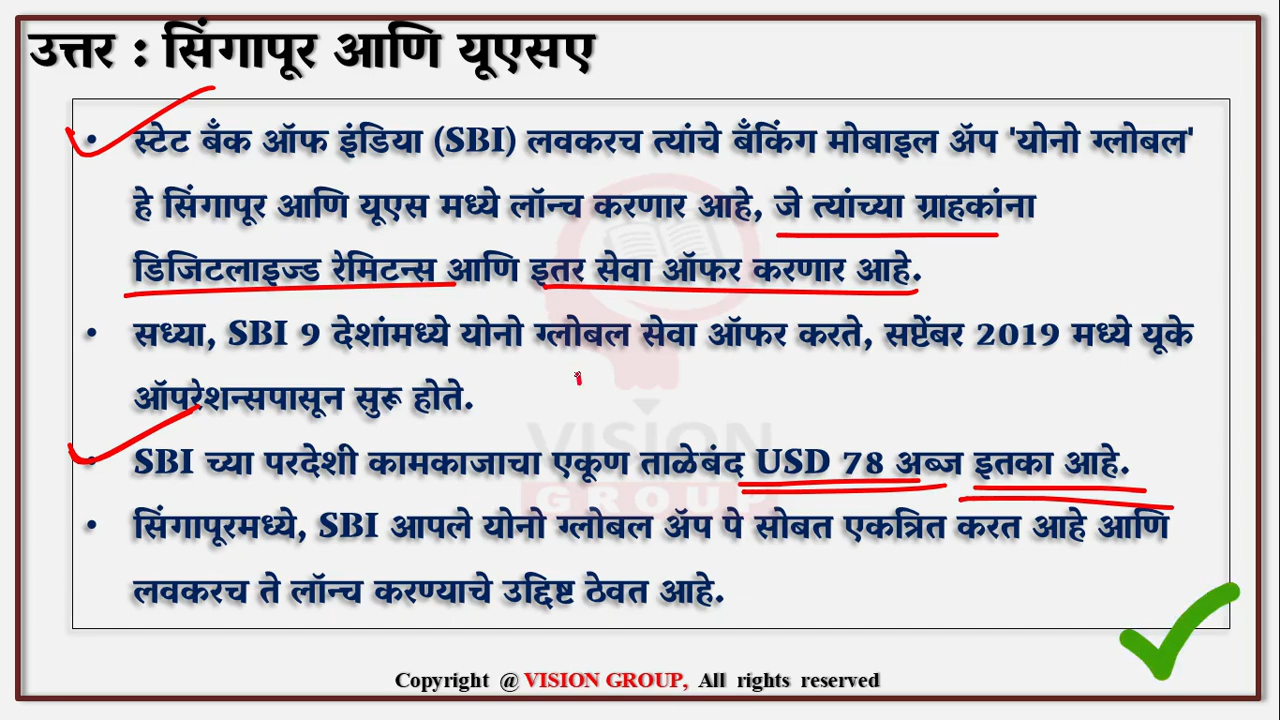 उत्तर : सिंगापूर आणि यूएसए
• स्टेट बँक ऑफ इंडिया (SBI) लवकरच त्यांचे बँकिंग मोबाइल ॲप 'योनो ग्लोबल'
हे सिंगापूर आणि यूएस मध्ये लॉन्च करणार आहे, जे त्यांच्या ग्राहकांना
डिजिटलाइज्ड रेमिटन्स आणि इतर सेवा ऑफर करणार आहे.
• सध्या, SBI 9 देशांमध्ये योनो ग्लोबल सेवा ऑफर करते, सप्टेंबर 2019 मध्ये यूके
ऑपरेशन्सपासून सुरू होते.
• SBI च्या परदेशी कामकाजाचा एकूण ताळेबंद USD 78 अब्ज इतका आहे.
• सिंगापूरमध्ये, SBI आपले योनो ग्लोबल ॲप पे सोबत एकत्रित करत आहे आणि
लवकरच ते लॉन्च करण्याचे उद्दिष्ट ठेवत आहे.
VISION
GROUP
Copyright @ VISION GROUP, All rights reserved